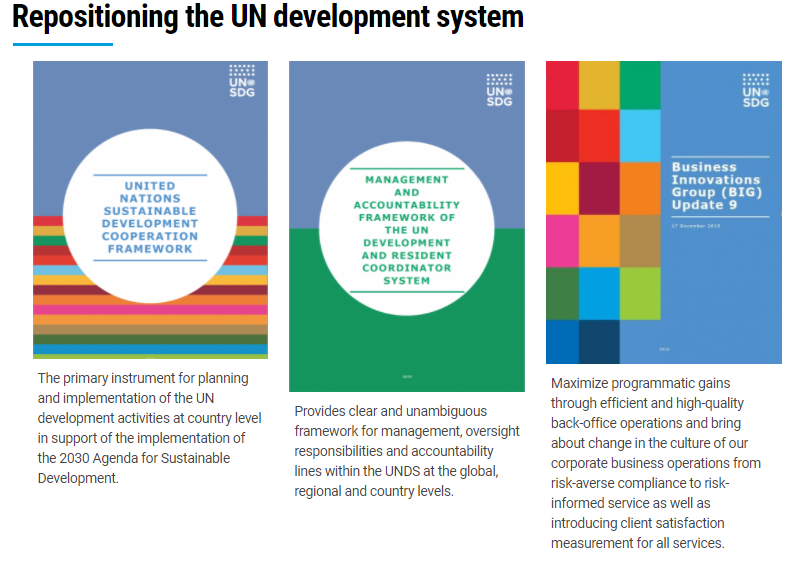 Repositioning the UN development system
UN
SDG
UNITED
NATIONS
SUSTAINABLE
DEVELOPMENT
COOPERATION
FRAMEWORK
The primary instrument for planning
and implementation of the UN
development activities at country level
in support of the implementation of
the 2030 Agenda for Sustainable
Development.
UN
SDG
MANAGEMENT
AND
ACCOUNTABILITY
FRAMEWORK OF
THE UN
DEVELOPMENT
AND RESIDENT
COORDINATOR
SYSTEM
Provides clear and unambiguous
framework for management, oversight
responsibilities and accountability
lines within the UNDS at the global,
regional and country levels.
UN
SDG
Business
Innovations
Group (BIG)
Update 9
Maximize programmatic gains
through efficient and high-quality
back-office operations and bring
about change in the culture of our
corporate business operations from
risk-averse compliance to risk-
informed service as well as
introducing client satisfaction
measurement for all services.